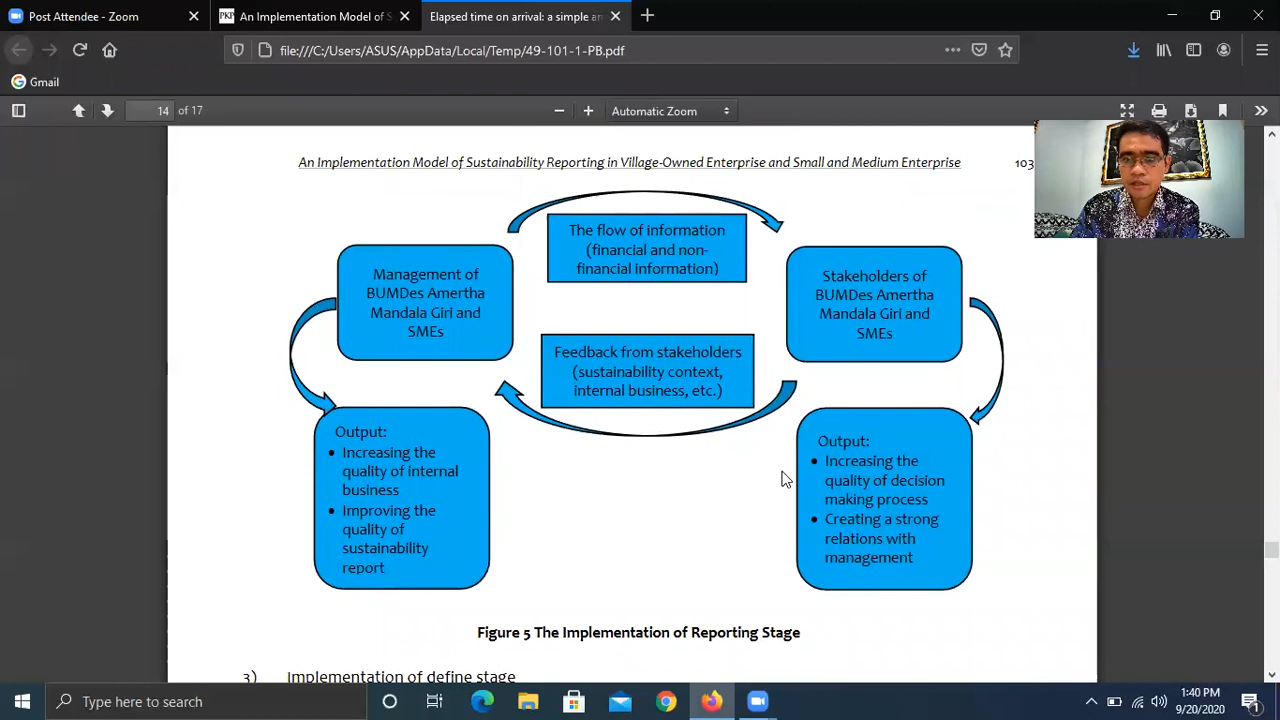 Post Attendee - Zoom
An Implementation Model of S
Elapsed time on arrival: a simple an
file:///C:/Users/ASUS/AppData/Local/Temp/49-101-1-PB.pdf
Gmail
14 of 17
Automatic Zoom
An Implementation Model of Sustainability Reporting in Village-Owned Enterprise and Small and Medium Enterprise 103
The flow of information
(financial and non-
financial information)
Management of
BUMDes Amertha
Mandala Giri and
SMEs
Stakeholders of
BUMDes Amertha
Mandala Giri and
SMEs
Feedback from stakeholders
(sustainability context,
internal business, etc.)
Output:
• Increasing the
quality of internal
business
• Improving the
quality of
sustainability
report
Output:
• Increasing the
quality of decision
making process
• Creating a strong
relations with
management
Figure 5 The Implementation of Reporting Stage
3) Implementation of define stage
Type here to search
1:40 PM
9/20/2020
1